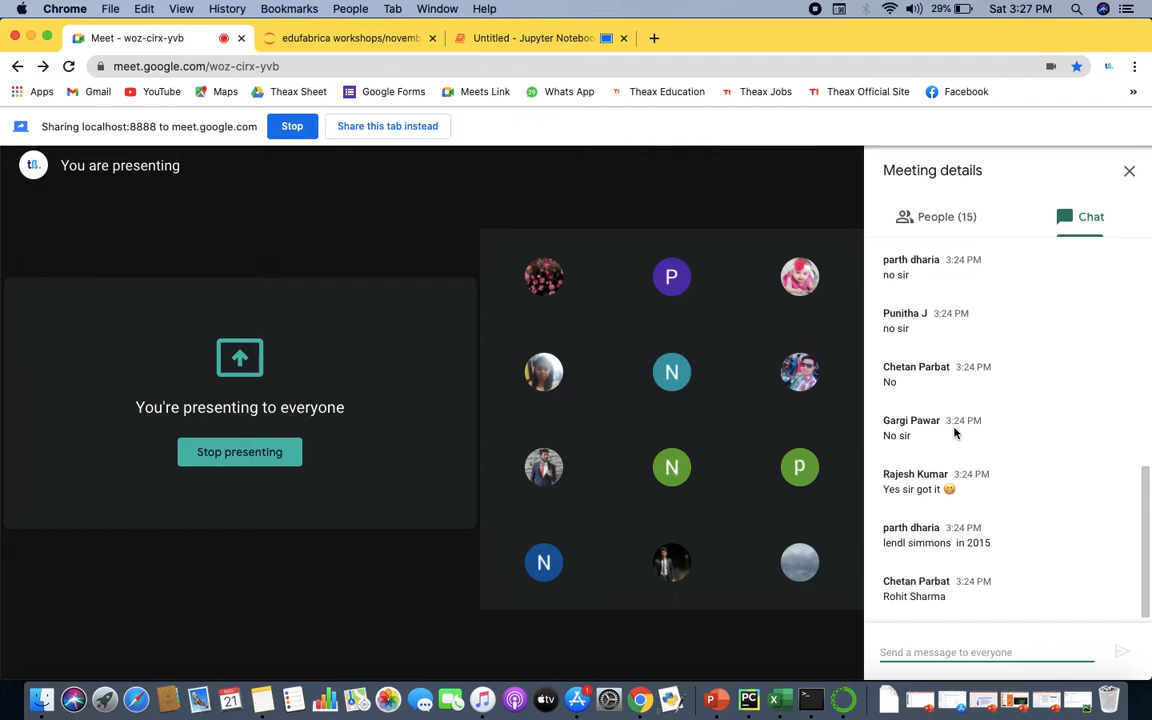 Chrome File Edit View History Bookmarks People Tab Window Help 29% Sat 3:27 PM
Meet - woz-cirx-yvb edufabrica workshops/novemb Untitled - Jupyter Noteboo
meet.google.com/woz-cirx-yvb tß.
Apps Gmail YouTube Maps Theax Sheet Google Forms Meets Link Whats App Theax Education Theax Jobs Theax Official Site Facebook »
Sharing localhost:8888 to meet.google.com Stop Share this tab instead
tß. You are presenting
You're presenting to everyone
Stop presenting
P
N
N
p
N
Meeting details
People (15) Chat
parth dharia 3:24 PM
no sir
Punitha J 3:24 PM
no sir
Chetan Parbat 3:24 PM
No
Gargi Pawar 3:24 PM
No sir
Rajesh Kumar 3:24 PM
Yes sir got it 🤭
parth dharia 3:24 PM
lendl simmons in 2015
Chetan Parbat 3:24 PM
Rohit Sharma
Send a message to everyone
NOV
21
tv
1
PC